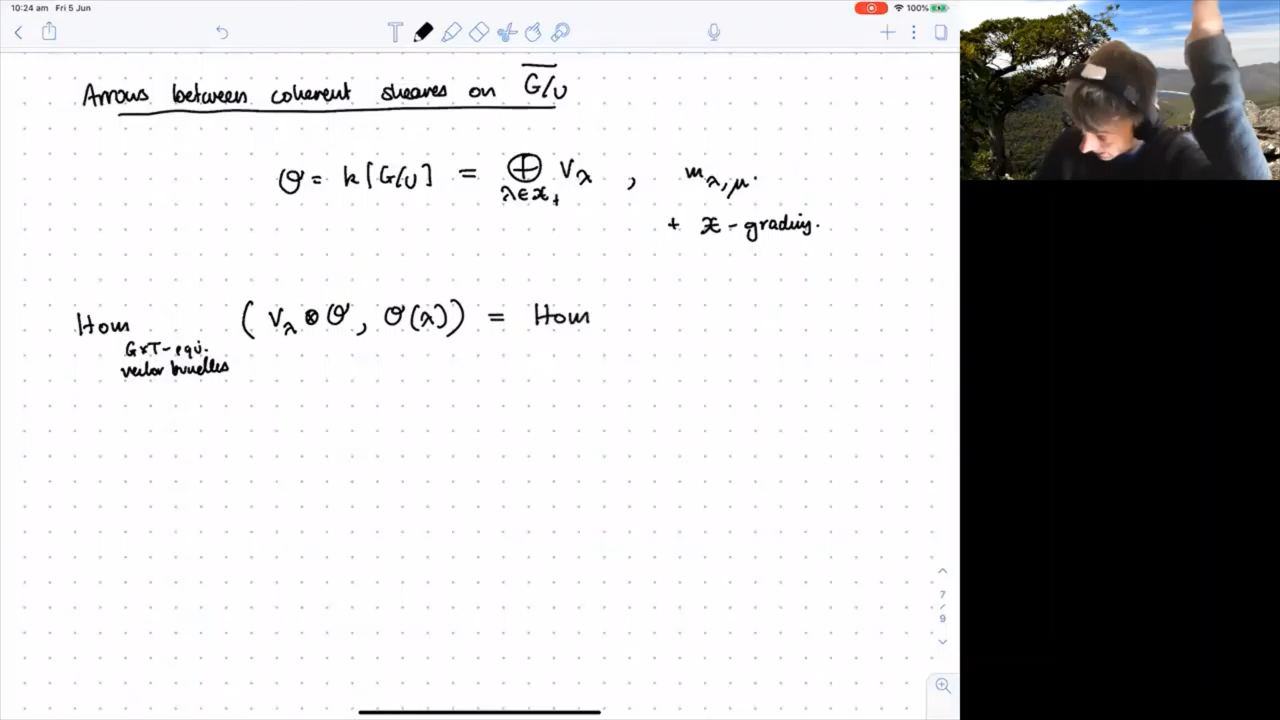 10:24 am Fri 5 Jun
100%
Arrows between coherent sheaves on \overline{G/U}
𝒪 = k[G/U] = ⊕_{λ∈𝔛₊} V_λ , m_{λ,μ}.
+ 𝔛-grading.
Hom_{G×T-equi. vector bundles} ( V_λ ⊗ 𝒪, 𝒪(λ) ) = Hom
7
/
9